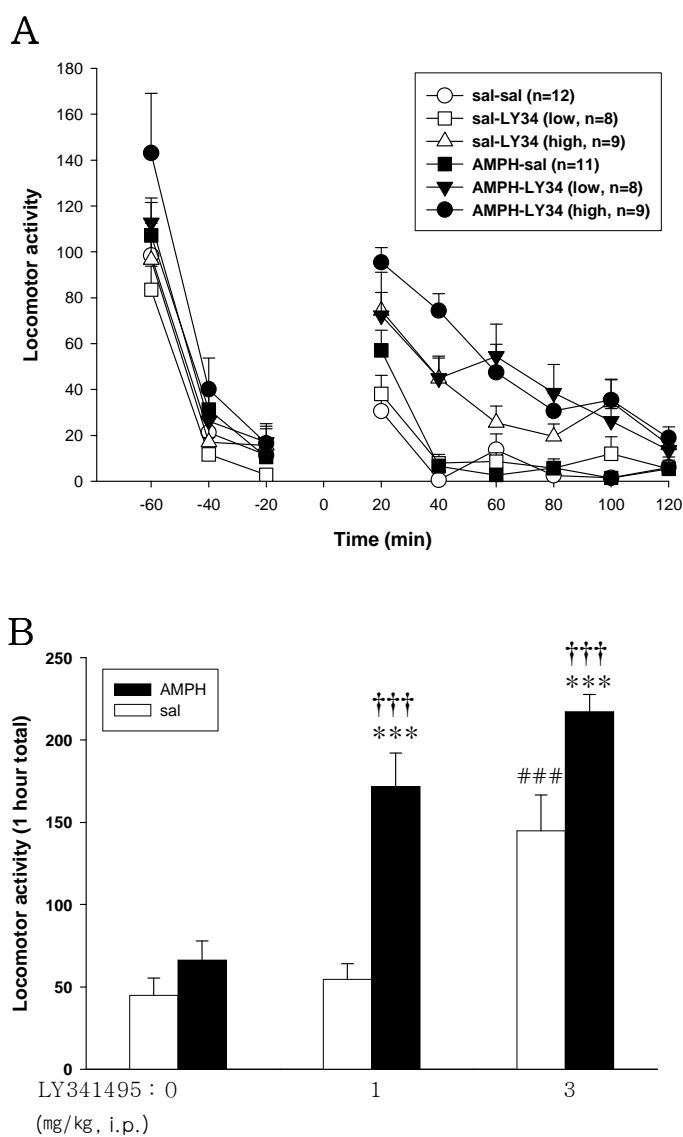 A
180
160
140
120
100
80
60
40
20
0
Locomotor activity
sal-sal (n=12)
sal-LY34 (low, n=8)
sal-LY34 (high, n=9)
AMPH-sal (n=11)
AMPH-LY34 (low, n=8)
AMPH-LY34 (high, n=9)
-60 -40 -20 0 20 40 60 80 100 120
Time (min)
B
250
200
150
100
50
0
Locomotor activity (1 hour total)
AMPH
sal
†††
***
###
†††
***
LY341495 : 0 1 3
(mg/kg, i.p.)